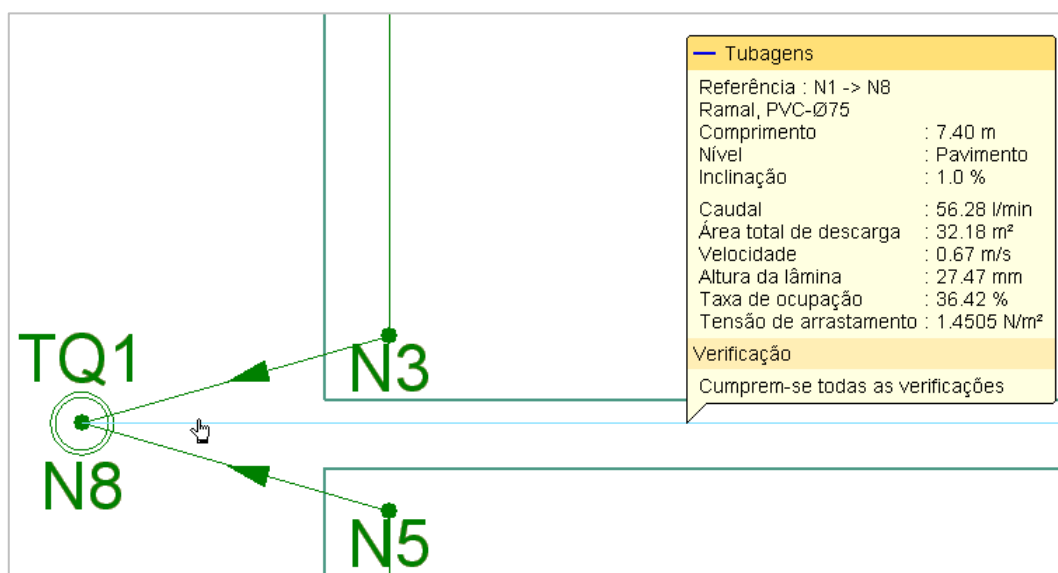 Tubagens
Referência : N1 -> N8
Ramal, PVC-Ø75
Comprimento : 7.40 m
Nível : Pavimento
Inclinação : 1.0 %
Caudal : 56.28 l/min
Área total de descarga : 32.18 m²
Velocidade : 0.67 m/s
Altura da lâmina : 27.47 mm
Taxa de ocupação : 36.42 %
Tensão de arrastamento : 1.4505 N/m²
Verificação
Cumprem-se todas as verificações
TQ1
N3
N8
N5